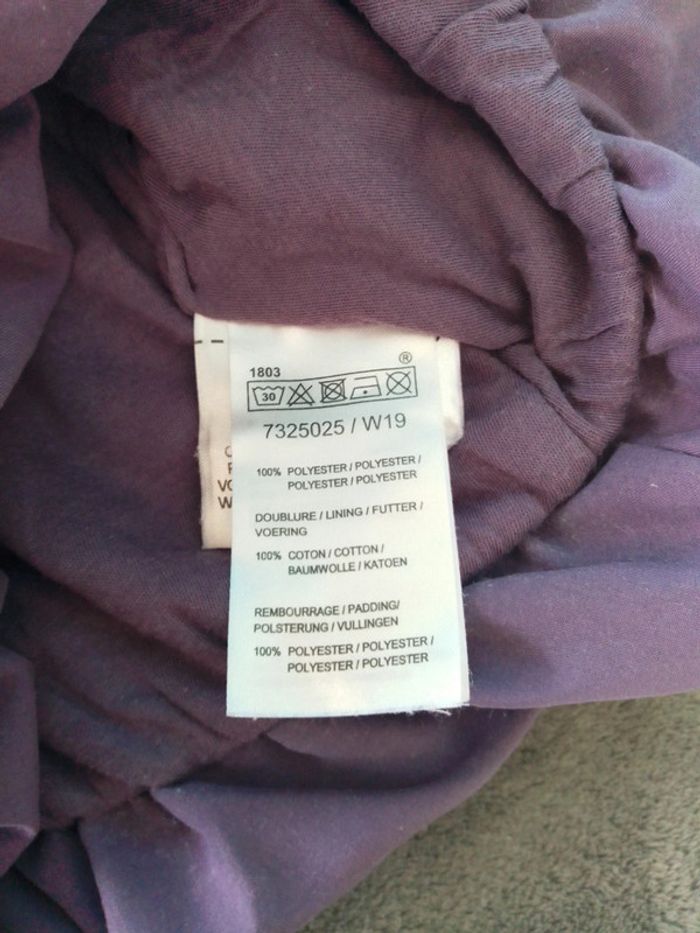 1803
®
30
7325025 / W19
100% POLYESTER / POLYESTER /
POLYESTER / POLYESTER
DOUBLURE / LINING / FUTTER /
VOERING
100% COTON / COTTON /
BAUMWOLLE / KATOEN
REMBOURRAGE / PADDING/
POLSTERUNG / VULLINGEN
100% POLYESTER / POLYESTER /
POLYESTER / POLYESTER